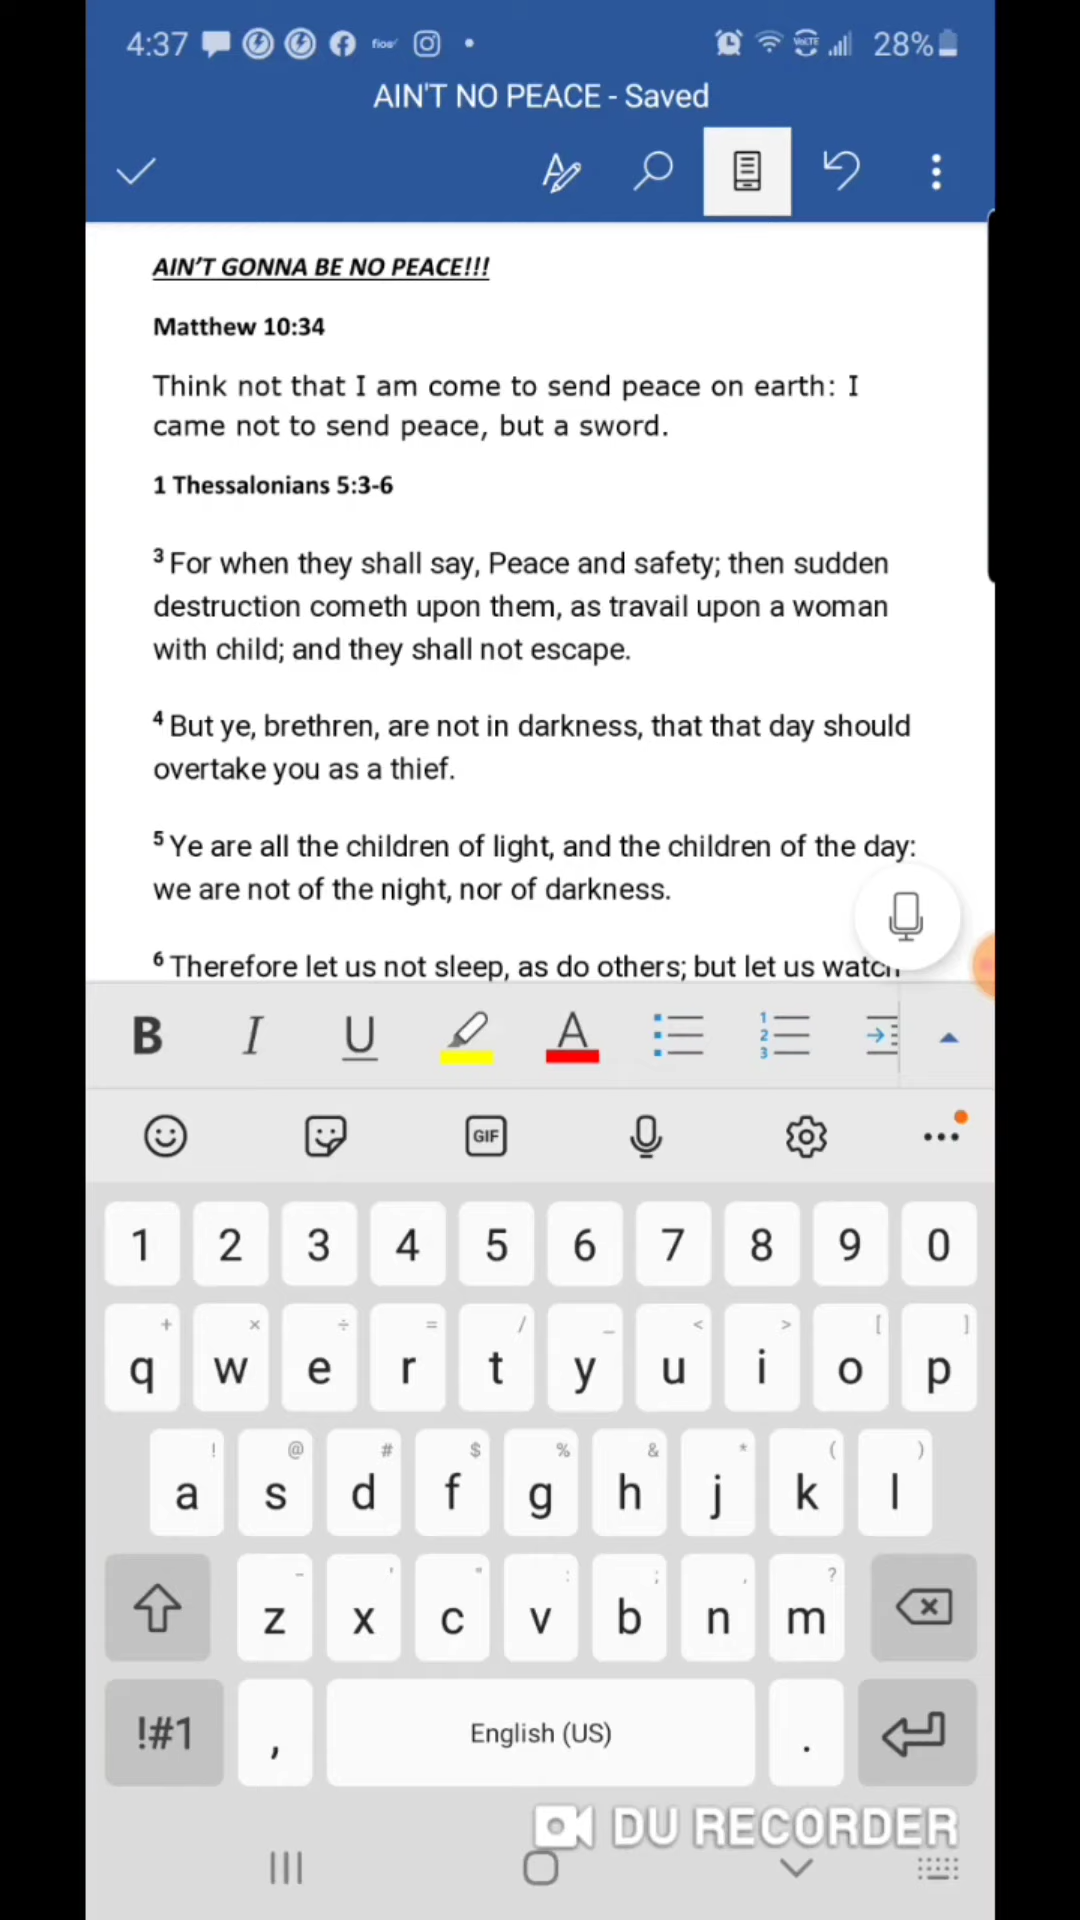 4:37 fios 28%
AIN'T NO PEACE - Saved
AIN'T GONNA BE NO PEACE!!!
Matthew 10:34
Think not that I am come to send peace on earth: I
came not to send peace, but a sword.
1 Thessalonians 5:3-6
3 For when they shall say, Peace and safety; then sudden
destruction cometh upon them, as travail upon a woman
with child; and they shall not escape.
4 But ye, brethren, are not in darkness, that that day should
overtake you as a thief.
5 Ye are all the children of light, and the children of the day:
we are not of the night, nor of darkness.
6 Therefore let us not sleep, as do others; but let us watch
B I U A 1 2 3
GIF
1 2 3 4 5 6 7 8 9 0
+ × ÷ = / _ < > [ ]
q w e r t y u i o p
! @ # $ % & * ( )
a s d f g h j k l
- ' " : ; , ?
z x c v b n m
!#1 , English (US) .
DU RECORDER